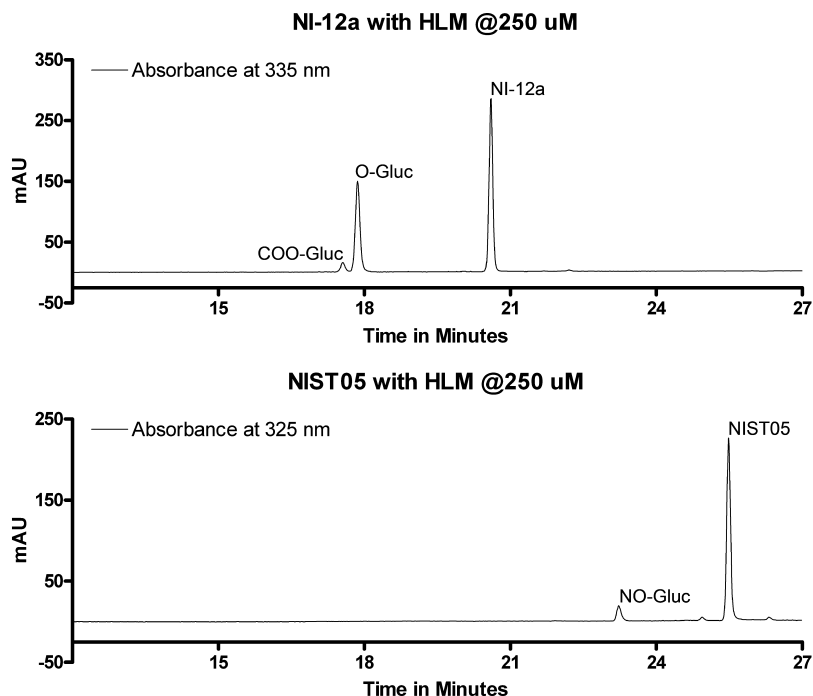 NI-12a with HLM @250 uM
350
Absorbance at 335 nm
NI-12a
250
mAU
150
O-Gluc
50
COO-Gluc
-50
15 18 21 24 27
Time in Minutes
NIST05 with HLM @250 uM
250
Absorbance at 325 nm
NIST05
150
mAU
50
NO-Gluc
-50
15 18 21 24 27
Time in Minutes